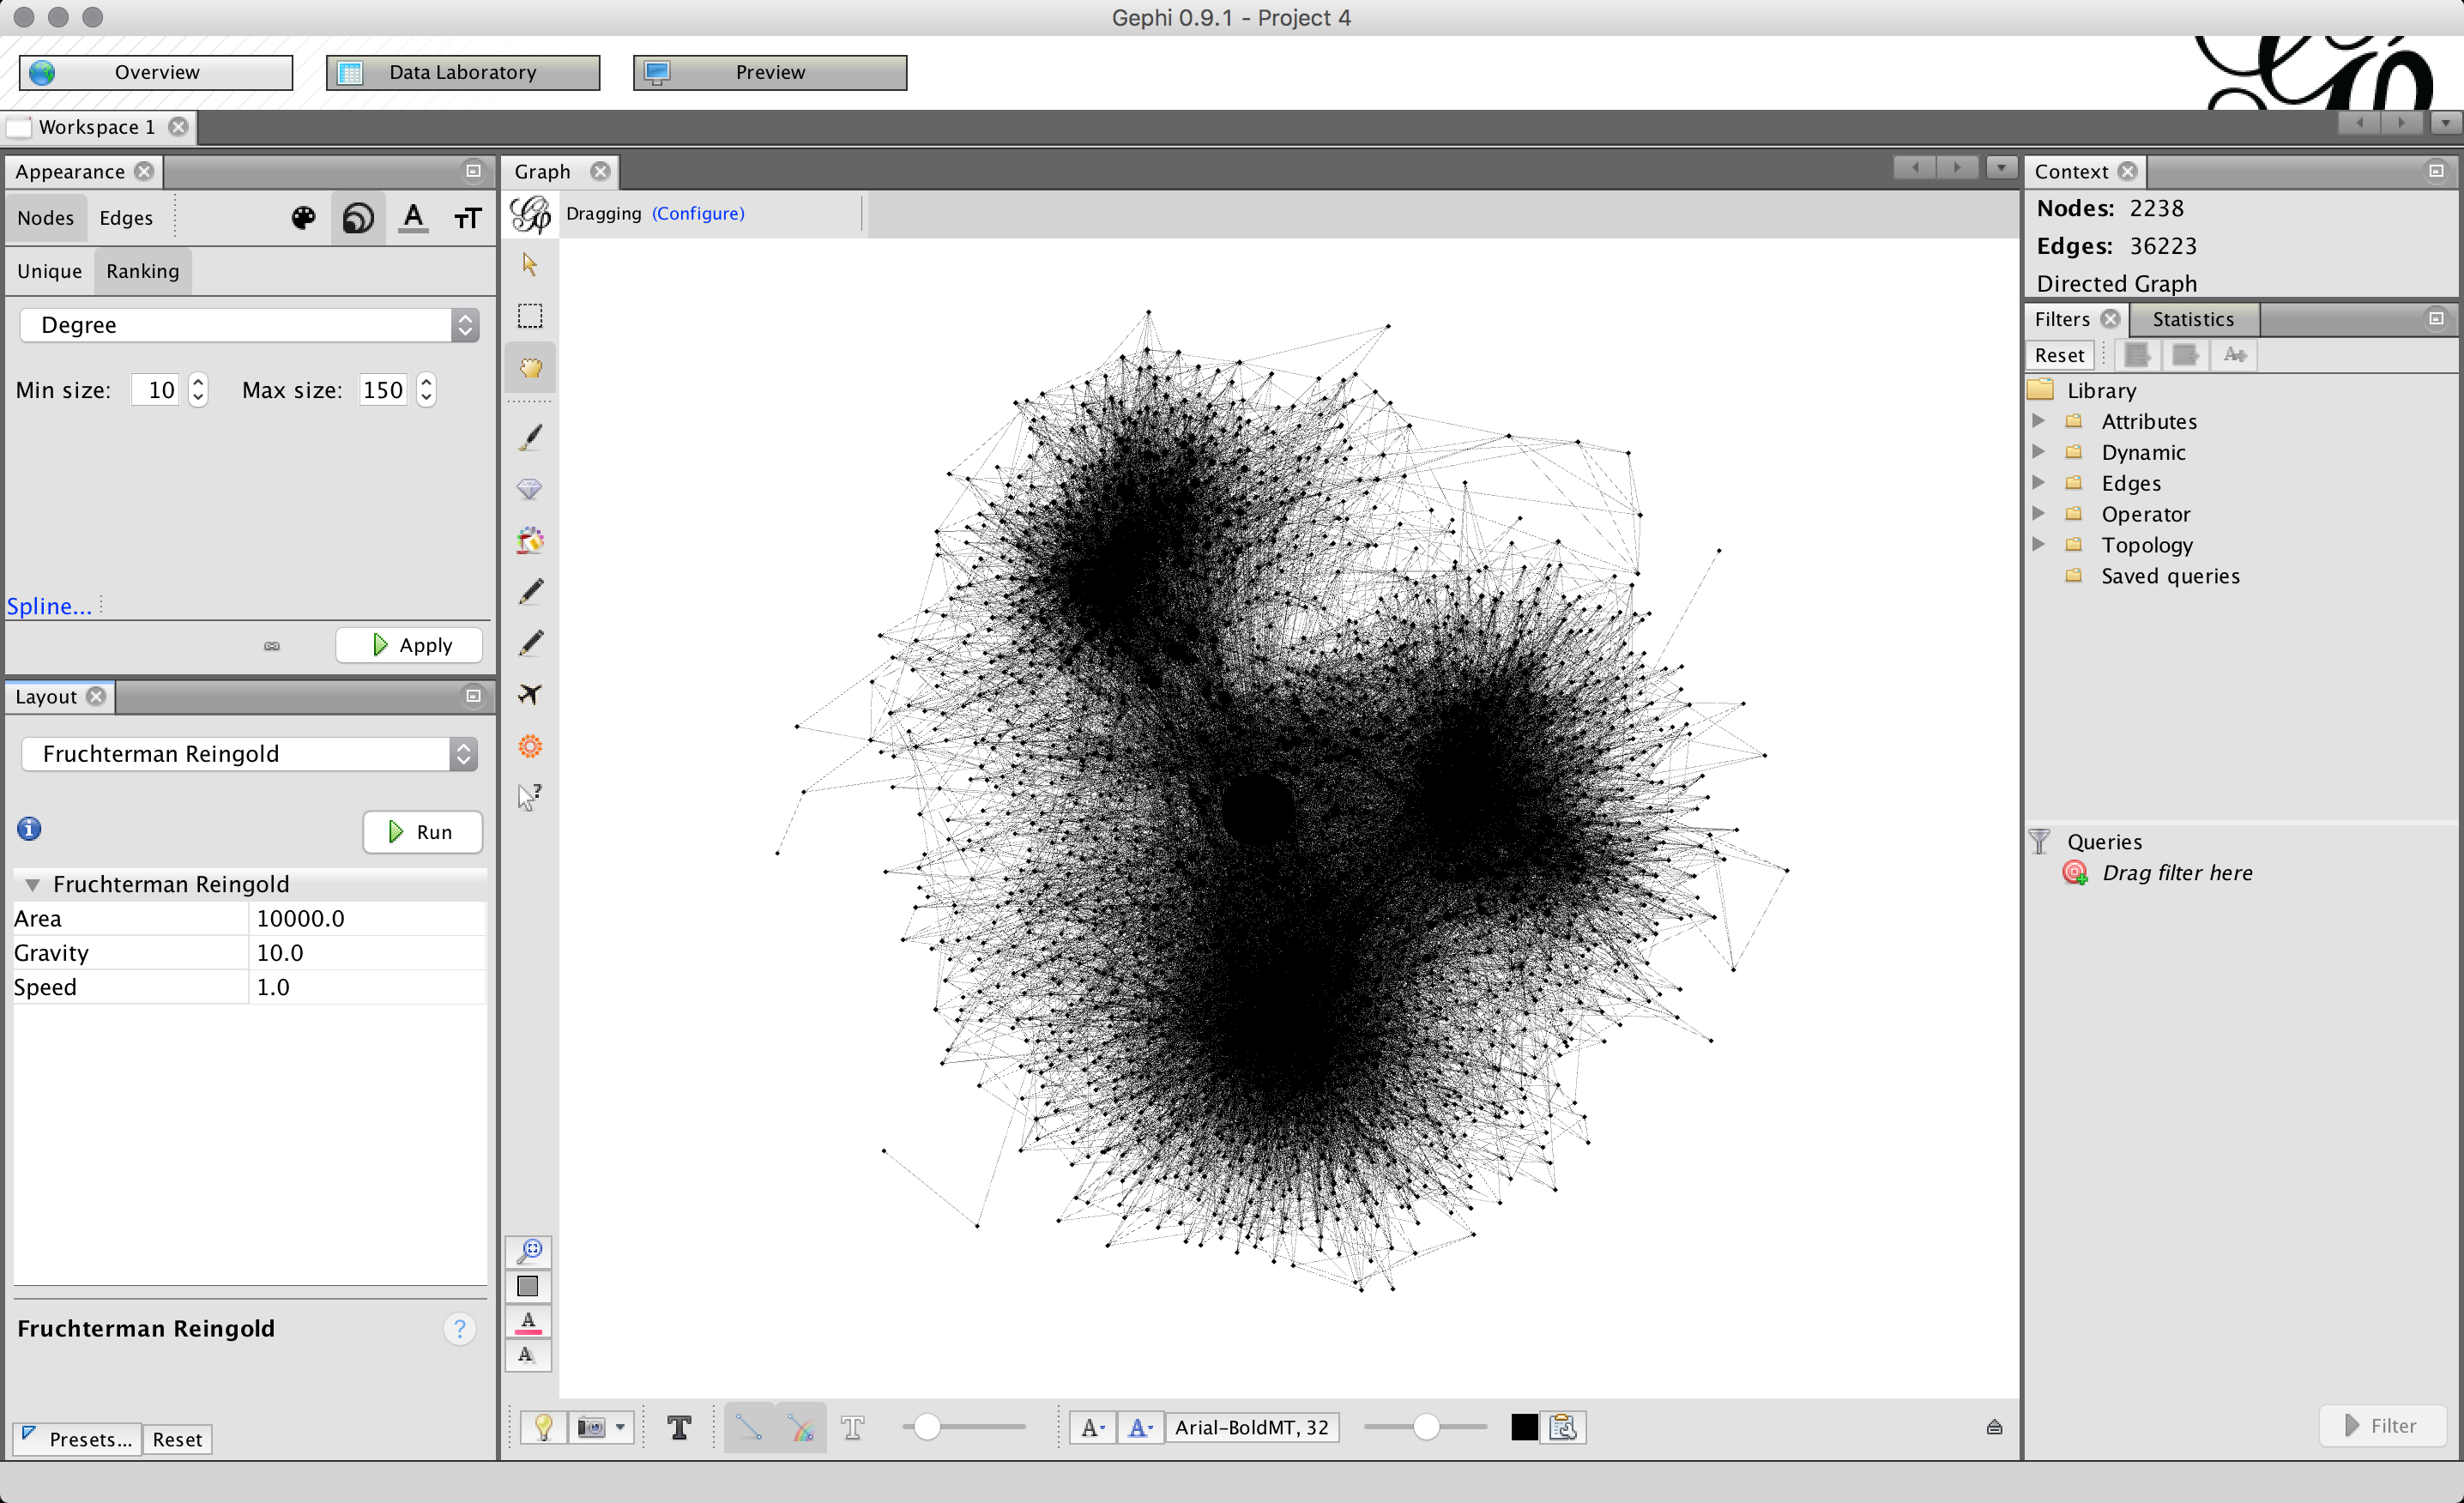 Gephi 0.9.1 - Project 4
Overview
Data Laboratory
Preview
Workspace 1
Appearance
Nodes
Edges
Unique
Ranking
Degree
Min size: 10 Max size: 150
Spline...
Apply
Layout
Fruchterman Reingold
Run
Fruchterman Reingold
Area 10000.0
Gravity 10.0
Speed 1.0
Fruchterman Reingold
?
Presets...
Reset
Graph
Dragging (Configure)
Arial-BoldMT, 32
Context
Nodes: 2238
Edges: 36223
Directed Graph
Filters
Statistics
Reset
Library
Attributes
Dynamic
Edges
Operator
Topology
Saved queries
Queries
Drag filter here
Filter